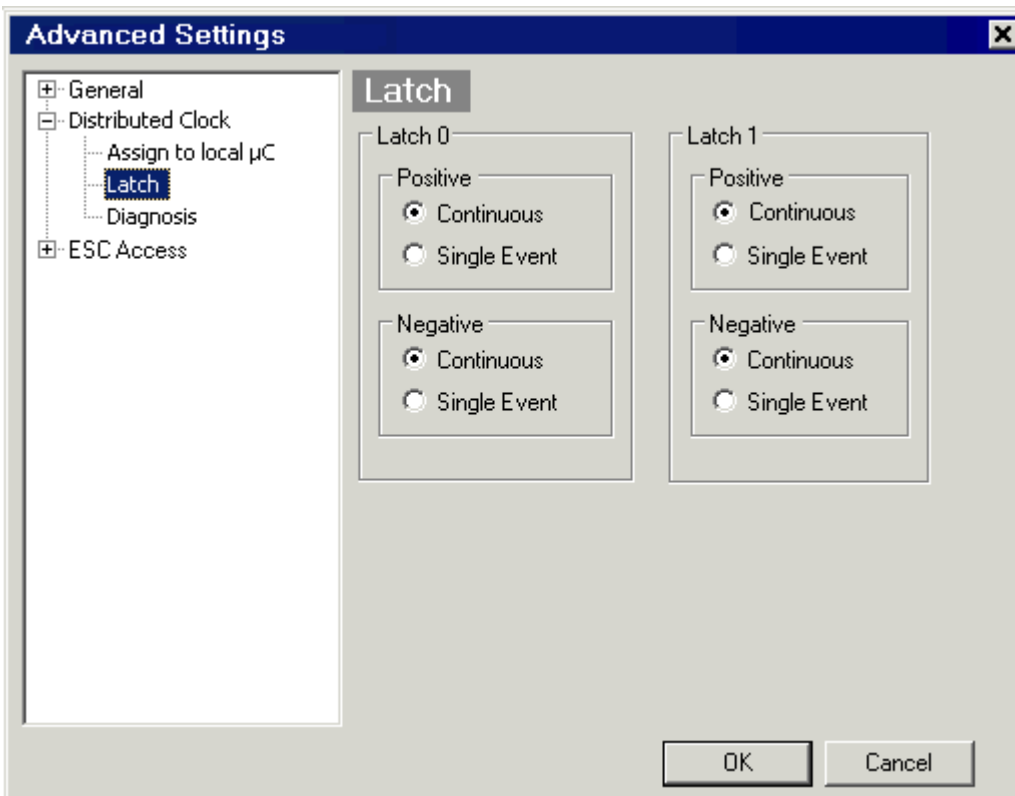 Advanced Settings
General
Distributed Clock
Assign to local µC
Latch
Diagnosis
ESC Access
Latch
Latch 0
Positive
Continuous
Single Event
Negative
Continuous
Single Event
Latch 1
Positive
Continuous
Single Event
Negative
Continuous
Single Event
OK
Cancel